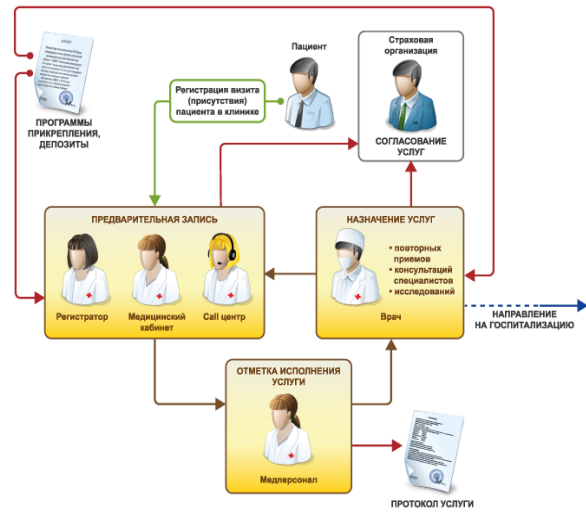 ПРОГРАММЫ
ПРИКРЕПЛЕНИЯ,
ДЕПОЗИТЫ
Регистрация визита
(присутствия)
пациента в клинике
Пациент
Страховая
организация
СОГЛАСОВАНИЕ
УСЛУГ
ПРЕДВАРИТЕЛЬНАЯ ЗАПИСЬ
Регистратор
Медицинский
кабинет
Call центр
НАЗНАЧЕНИЕ УСЛУГ
• повторных
приемов
• консультаций
специалистов
• исследований
Врач
НАПРАВЛЕНИЕ
НА ГОСПИТАЛИЗАЦИЮ
ОТМЕТКА ИСПОЛНЕНИЯ
УСЛУГИ
Медперсонал
ПРОТОКОЛ УСЛУГИ